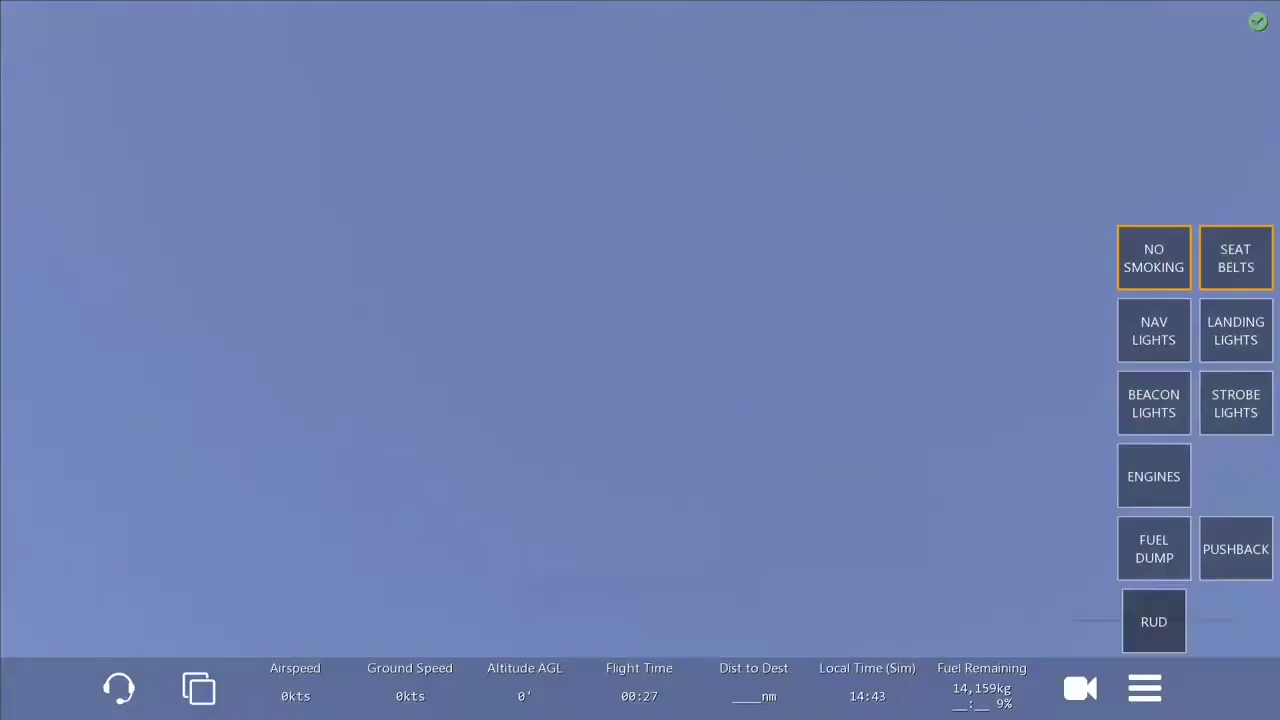 NO
SMOKING
SEAT
BELTS
NAV
LIGHTS
LANDING
LIGHTS
BEACON
LIGHTS
STROBE
LIGHTS
ENGINES
FUEL
DUMP
PUSHBACK
RUD
Airspeed
0kts
Ground Speed
0kts
Altitude AGL
0'
Flight Time
00:27
Dist to Dest
____nm
Local Time (Sim)
14:43
Fuel Remaining
14,159kg
__:__ 9%